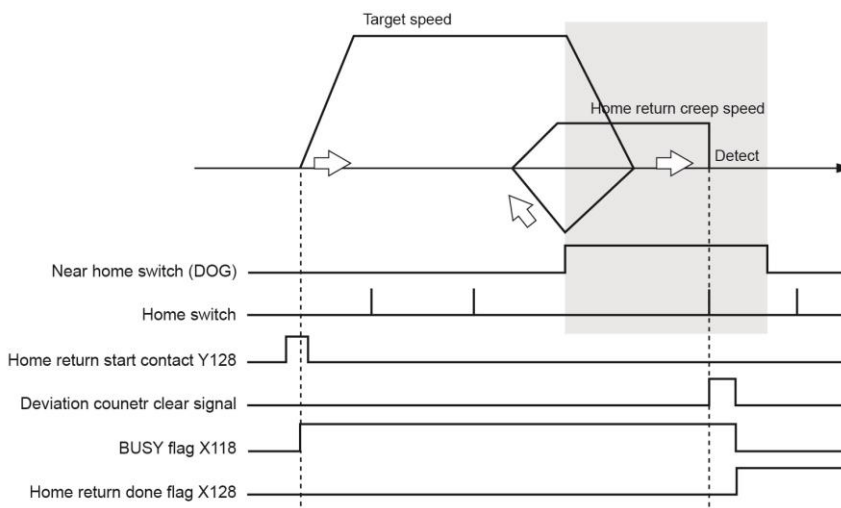 Target speed
Home return creep speed
Detect
Near home switch (DOG)
Home switch
Home return start contact Y128
Deviation counetr clear signal
BUSY flag X118
Home return done flag X128